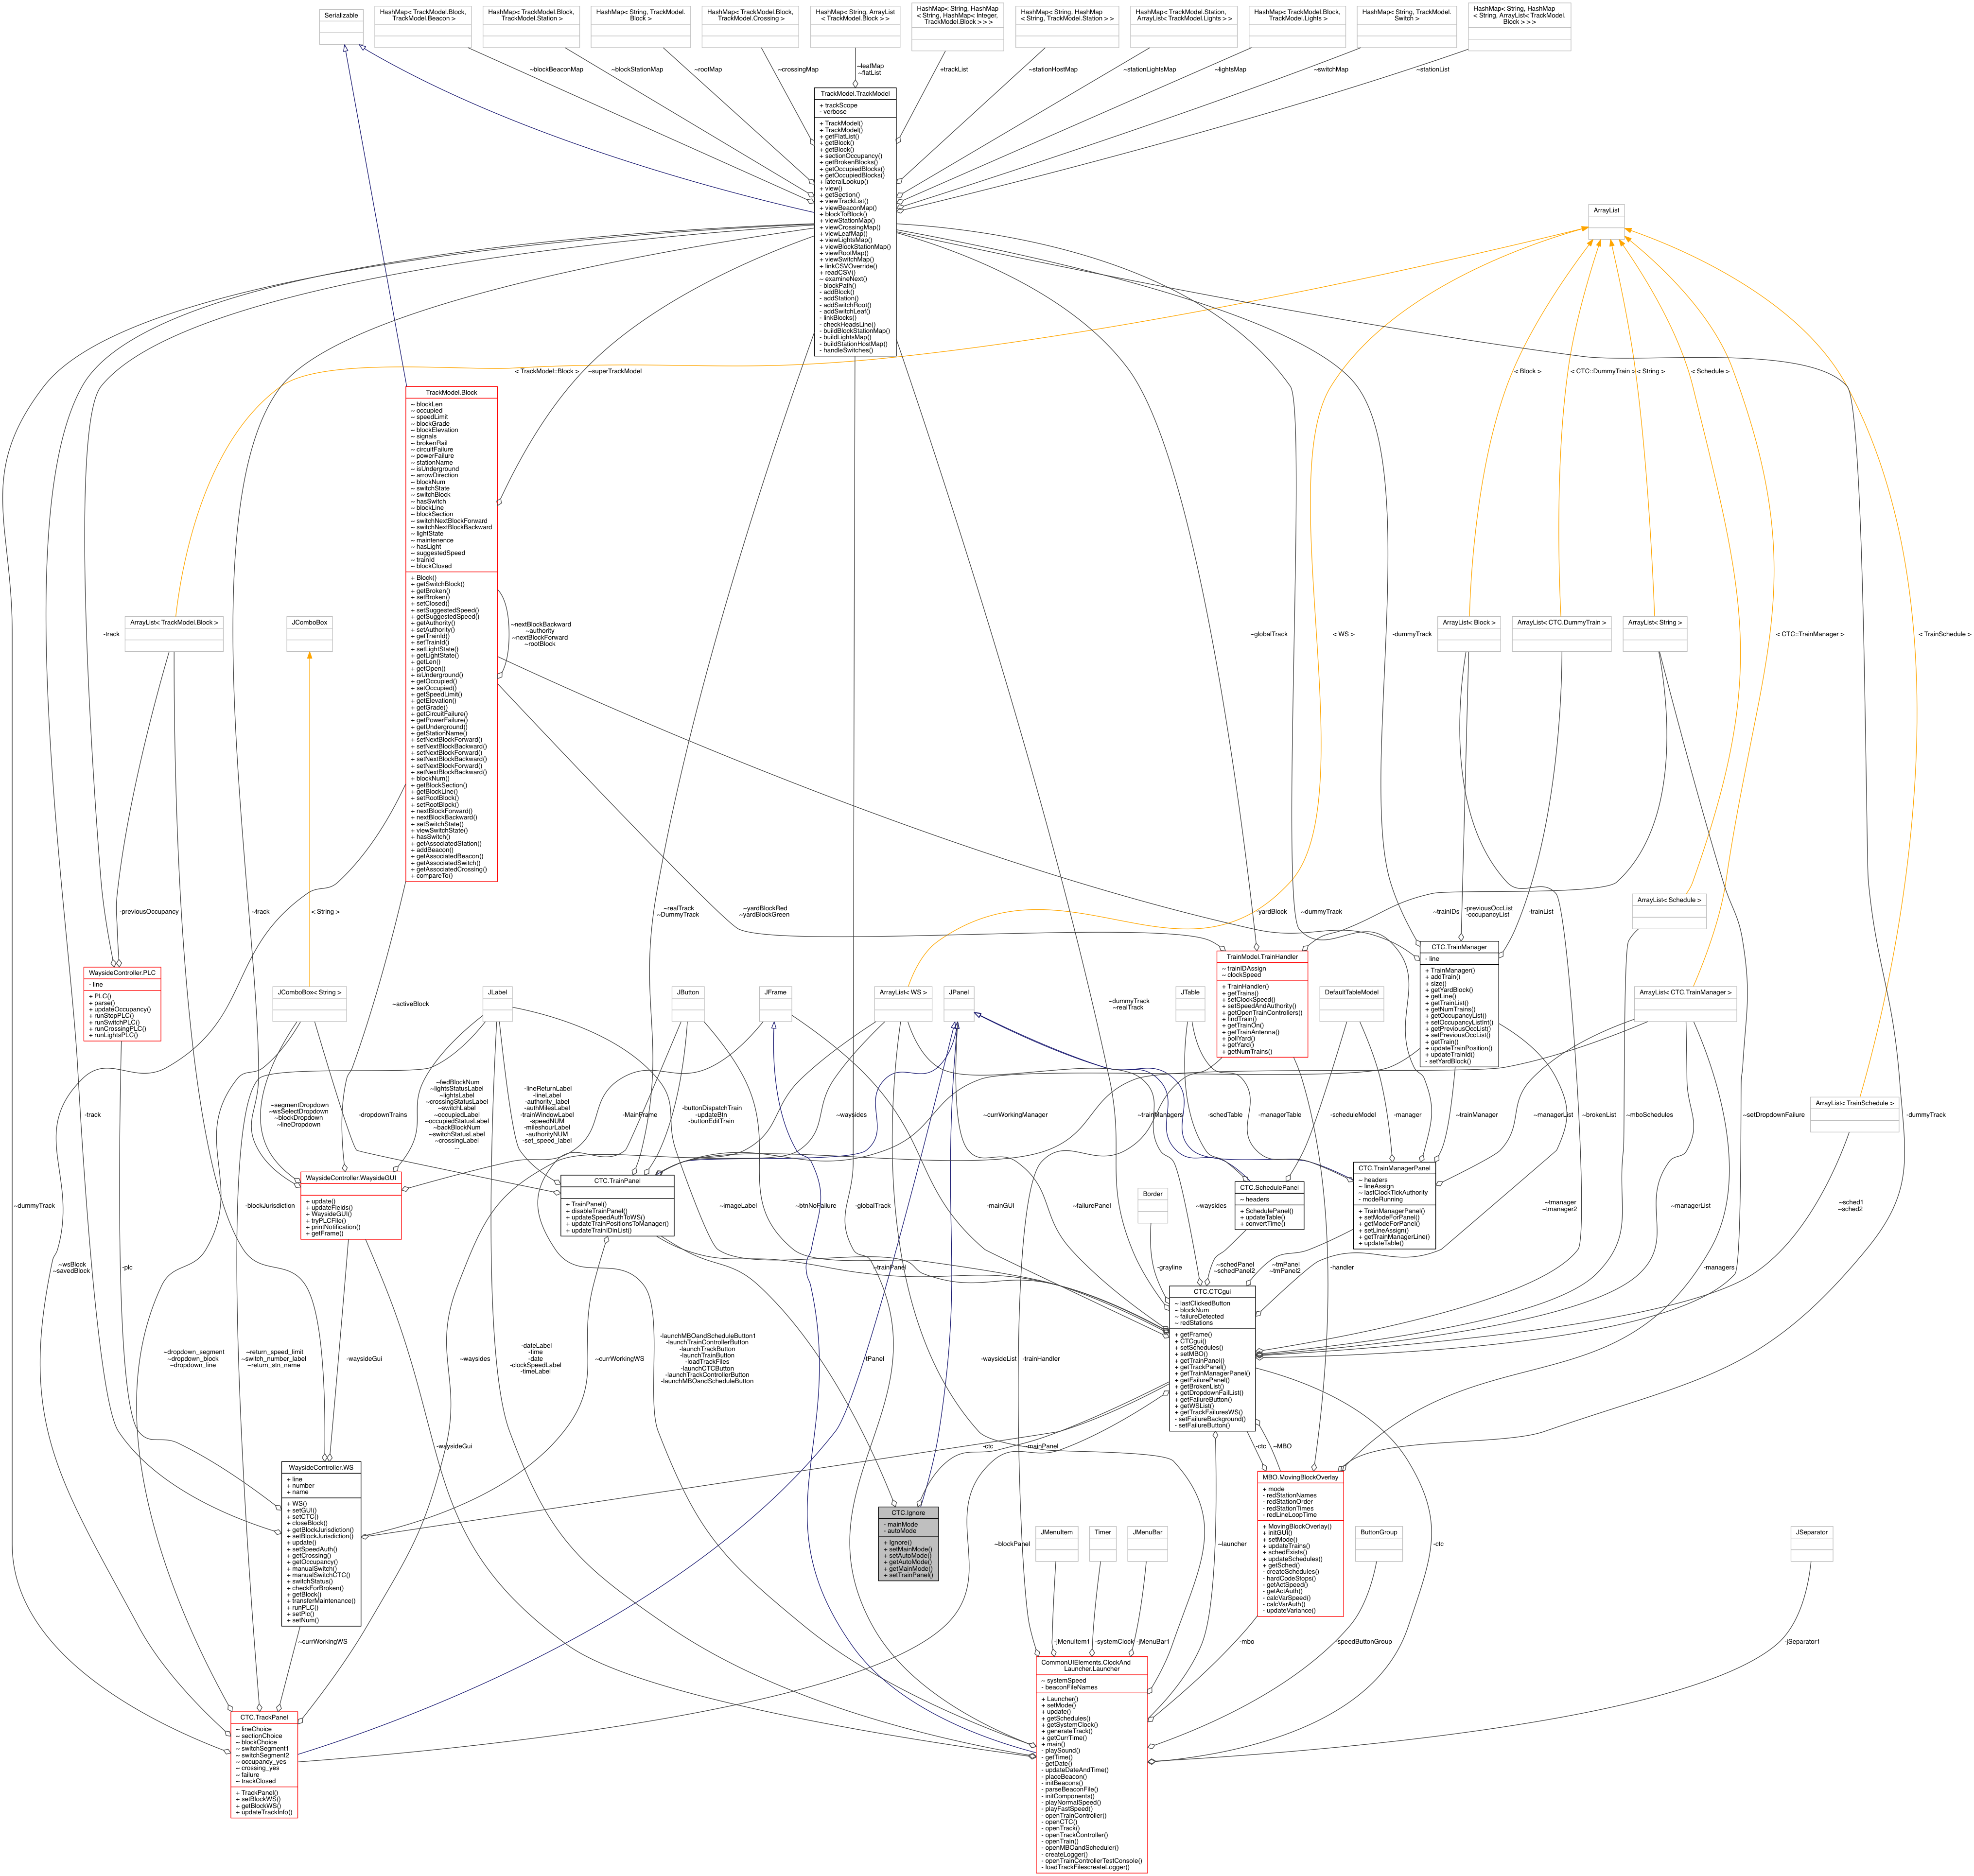 Serializable
HashMap< TrackModel.Block,
TrackModel.Beacon >
HashMap< TrackModel.Block,
TrackModel.Station >
HashMap< String, TrackModel.
Block >
HashMap< TrackModel.Block,
TrackModel.Crossing >
HashMap< String, ArrayList
< TrackModel.Block > >
HashMap< String, HashMap
< String, HashMap< Integer,
TrackModel.Block > > >
HashMap< String, HashMap
< String, TrackModel.Station > >
HashMap< TrackModel.Station,
ArrayList< TrackModel.Lights > >
HashMap< TrackModel.Block,
TrackModel.Lights >
HashMap< String, TrackModel.
Switch >
HashMap< String, HashMap
< String, ArrayList< TrackModel.
Block > > >
~blockBeaconMap
~blockStationMap
~rootMap
~crossingMap
~leafMap
~flatList
+trackList
~stationHostMap
~stationLightsMap
~lightsMap
~switchMap
~stationList
TrackModel.TrackModel
+ trackScope
- verbose
+ TrackModel()
+ TrackModel()
+ getFlatList()
+ getBlock()
+ getBlock()
+ sectionOccupancy()
+ getBrokenBlocks()
+ getOccupiedBlocks()
+ getOccupiedBlocks()
+ lateralLookup()
+ view()
+ getSection()
+ viewTrackList()
+ viewBeaconMap()
+ blockToBlock()
+ viewStationMap()
+ viewCrossingMap()
+ viewLeafMap()
+ viewLightsMap()
+ viewBlockStationMap()
+ viewRootMap()
+ viewSwitchMap()
+ linkCSVOverride()
+ readCSV()
~ examineNext()
- blockPath()
- addBlock()
- addStation()
- addSwitchRoot()
- addSwitchLeaf()
- linkBlocks()
- checkHeadsLine()
- buildBlockStationMap()
- buildLightsMap()
- buildStationHostMap()
- handleSwitches()
ArrayList
< TrackModel::Block >
~superTrackModel
< Block >
< CTC::DummyTrain >
< String >
< Schedule >
TrackModel.Block
~ blockLen
~ occupied
~ speedLimit
~ blockGrade
~ blockElevation
~ signals
~ brokenRail
~ circuitFailure
~ powerFailure
~ stationName
~ isUnderground
~ arrowDirection
~ blockNum
~ switchState
~ switchBlock
~ hasSwitch
~ blockLine
~ blockSection
~ switchNextBlockForward
~ switchNextBlockBackward
~ lightState
~ maintenence
~ hasLight
~ suggestedSpeed
~ trainId
~ blockClosed
+ Block()
+ getSwitchBlock()
+ getBroken()
+ setBroken()
+ setClosed()
+ setSuggestedSpeed()
+ getSuggestedSpeed()
+ getAuthority()
+ setAuthority()
+ getTrainId()
+ setTrainId()
+ setLightState()
+ getLightState()
+ getLen()
+ getOpen()
+ isUnderground()
+ getOccupied()
+ setOccupied()
+ getSpeedLimit()
+ getElevation()
+ getGrade()
+ getCircuitFailure()
+ getPowerFailure()
+ getUnderground()
+ getStationName()
+ setNextBlockForward()
+ setNextBlockBackward()
+ setNextBlockForward()
+ setNextBlockBackward()
+ setNextBlockForward()
+ setNextBlockBackward()
+ blockNum()
+ getBlockSection()
+ getBlockLine()
+ setRootBlock()
+ setRootBlock()
+ nextBlockForward()
+ nextBlockBackward()
+ setSwitchState()
+ viewSwitchState()
+ hasSwitch()
+ getAssociatedStation()
+ addBeacon()
+ getAssociatedBeacon()
+ getAssociatedSwitch()
+ getAssociatedCrossing()
+ compareTo()
~nextBlockBackward
~authority
~nextBlockForward
~rootBlock
ArrayList< TrackModel.Block >
JComboBox
-track
~globalTrack
< WS >
-dummyTrack
ArrayList< Block >
ArrayList< CTC.DummyTrain >
ArrayList< String >
< CTC::TrainManager >
< TrainSchedule >
-previousOccupancy
~track
< String >
~realTrack
~DummyTrack
~yardBlockRed
~yardBlockGreen
-yardBlock
~dummyTrack
~trainIDs
-previousOccList
-occupancyList
-trainList
ArrayList< Schedule >
WaysideController.PLC
- line
+ PLC()
+ parse()
+ updateOccupancy()
+ runStopPLC()
+ runSwitchPLC()
+ runCrossingPLC()
+ runLightsPLC()
TrainModel.TrainHandler
~ trainIDAssign
~ clockSpeed
+ TrainHandler()
+ getTrains()
+ setClockSpeed()
+ setSpeedAndAuthority()
+ getOpenTrainControllers()
+ findTrain()
+ getTrainOn()
+ getTrainAntenna()
+ pollYard()
+ getYard()
+ getNumTrains()
CTC.TrainManager
- line
+ TrainManager()
+ addTrain()
+ size()
+ getYardBlock()
+ getLine()
+ getTrainList()
+ getNumTrains()
+ getOccupancyList()
+ setOccupancyListInt()
+ getPreviousOccList()
+ setPreviousOccList()
+ getTrain()
+ updateTrainPosition()
+ updateTrainId()
- setYardBlock()
JComboBox< String >
~activeBlock
JLabel
JButton
JFrame
ArrayList< WS >
JPanel
~dummyTrack
~realTrack
JTable
DefaultTableModel
ArrayList< CTC.TrainManager >
~segmentDropdown
~wsSelectDropdown
~blockDropdown
~lineDropdown
-dropdownTrains
~fwdBlockNum
~lightsStatusLabel
~lightsLabel
~crossingStatusLabel
~switchLabel
~occupiedLabel
~occupiedStatusLabel
~backBlockNum
~switchStatusLabel
~crossingLabel
...
-lineReturnLabel
-lineLabel
-authority_label
-authMilesLabel
-trainWindowLabel
-speedNUM
-mileshourLabel
-authorityNUM
-set_speed_label
-buttonDispatchTrain
-updateBtn
-buttonEditTrain
-MainFrame
~waysides
~currWorkingManager
~trainManagers
-schedTable
-managerTable
-scheduleModel
-manager
~trainManager
~managerList
~brokenList
~mboSchedules
~setDropdownFailure
ArrayList< TrainSchedule >
-dummyTrack
WaysideController.WaysideGUI
+ update()
+ updateFields()
+ WaysideGUI()
+ tryPLCFile()
+ printNotification()
+ getFrame()
CTC.TrainPanel
+ TrainPanel()
+ disableTrainPanel()
+ updateSpeedAuthToWS()
+ updateTrainPositionsToManager()
+ updateTrainIDinList()
CTC.SchedulePanel
~ headers
+ SchedulePanel()
+ updateTable()
+ convertTime()
CTC.TrainManagerPanel
~ headers
~ lineAssign
~ lastClockTickAuthority
- modeRunning
+ TrainManagerPanel()
+ setModeForPanel()
+ getModeForPanel()
+ setLineAssign()
+ getTrainManagerLine()
+ updateTable()
-track
~dummyTrack
-blockJurisdiction
~btnNoFailure
~imageLabel
-globalTrack
-mainGUI
~failurePanel
~waysides
Border
~tmanager
~tmanager2
~managerList
~sched1
~sched2
~wsBlock
~savedBlock
-plc
~trainPanel
-grayline
~schedPanel
~schedPanel2
~tmPanel
~tmPanel2
-handler
-managers
CTC.CTCgui
~ lastClickedButton
~ blockNum
~ failureDetected
~ redStations
+ getFrame()
+ CTCgui()
+ setSchedules()
+ setMBO()
+ getTrainPanel()
+ getTrackPanel()
+ getTrainManagerPanel()
+ getFailurePanel()
+ getBrokenList()
+ getDropdownFailList()
+ getFailureButton()
+ getWSList()
+ getTrackFailuresWS()
- setFailureBackground()
- setFailureButton()
~dropdown_segment
~dropdown_block
~dropdown_line
~return_speed_limit
~switch_number_label
~return_stn_name
-waysideGui
~waysides
-dateLabel
-time
-date
-clockSpeedLabel
-timeLabel
~currWorkingWS
-launchMBOandScheduleButton1
-launchTrainControllerButton
-launchTrackButton
-launchTrainButton
-loadTrackFiles
-launchCTCButton
-launchTrackControllerButton
-launchMBOandScheduleButton
-tPanel
-waysideList
-trainHandler
-waysideGui
-ctc
-mainPanel
-ctc
~MBO
WaysideController.WS
+ line
+ number
+ name
+ WS()
+ setGUI()
+ setCTC()
+ closeBlock()
+ getBlockJurisdiction()
+ setBlockJurisdiction()
+ update()
+ setSpeedAuth()
+ getCrossing()
+ getOccupancy()
+ manualSwitch()
+ manualSwitchCTC()
+ switchStatus()
+ checkForBroken()
+ getBlock()
+ transferMaintenance()
+ runPLC()
+ setPlc()
+ setNum()
CTC.Ignore
- mainMode
- autoMode
+ Ignore()
+ setMainMode()
+ setAutoMode()
+ getAutoMode()
+ getMainMode()
+ setTrainPanel()
MBO.MovingBlockOverlay
+ mode
- redStationNames
- redStationOrder
- redStationTimes
- redLineLoopTime
+ MovingBlockOverlay()
+ initGUI()
+ setMode()
+ updateTrains()
+ schedExists()
+ updateSchedules()
+ getSched()
- createSchedules()
- hardCodeStops()
- getActSpeed()
- getActAuth()
- calcVarSpeed()
- calcVarAuth()
- updateVariance()
~blockPanel
JMenuItem
Timer
JMenuBar
~launcher
-ctc
ButtonGroup
JSeparator
~currWorkingWS
-jMenuItem1
-systemClock
-jMenuBar1
-mbo
-speedButtonGroup
-jSeparator1
CTC.TrackPanel
~ lineChoice
~ sectionChoice
~ blockChoice
~ switchSegment1
~ switchSegment2
~ occupancy_yes
~ crossing_yes
~ failure
~ trackClosed
+ TrackPanel()
+ setBlockWS()
+ getBlockWS()
+ updateTrackInfo()
CommonUIElements.ClockAnd
Launcher.Launcher
~ systemSpeed
- beaconFileNames
+ Launcher()
+ setMode()
+ update()
+ getSchedules()
+ getSystemClock()
+ generateTrack()
+ getCurrTime()
+ main()
- playSound()
- getTime()
- getDate()
- updateDateAndTime()
- placeBeacon()
- initBeacons()
- parseBeaconFile()
- initComponents()
- playNormalSpeed()
- playFastSpeed()
- openTrainController()
- openCTC()
- openTrack()
- openTrackController()
- openTrain()
- openMBOandScheduler()
- createLogger()
- openTrainControllerTestConsole()
- loadTrackFilescreateLogger()